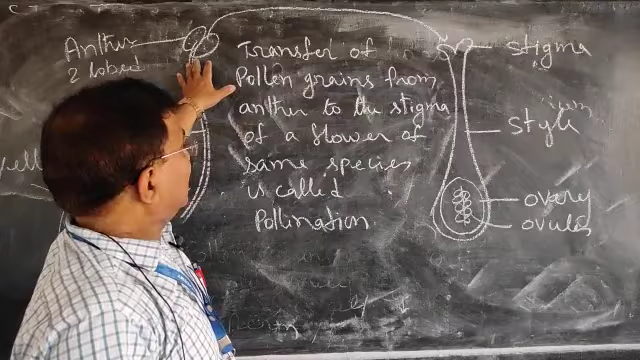 Anther
2 lobed
Transfer of
Pollen grains from
anther to the stigma
of a flower of
same species
is called
Pollination
stigma
style
ovary
ovules